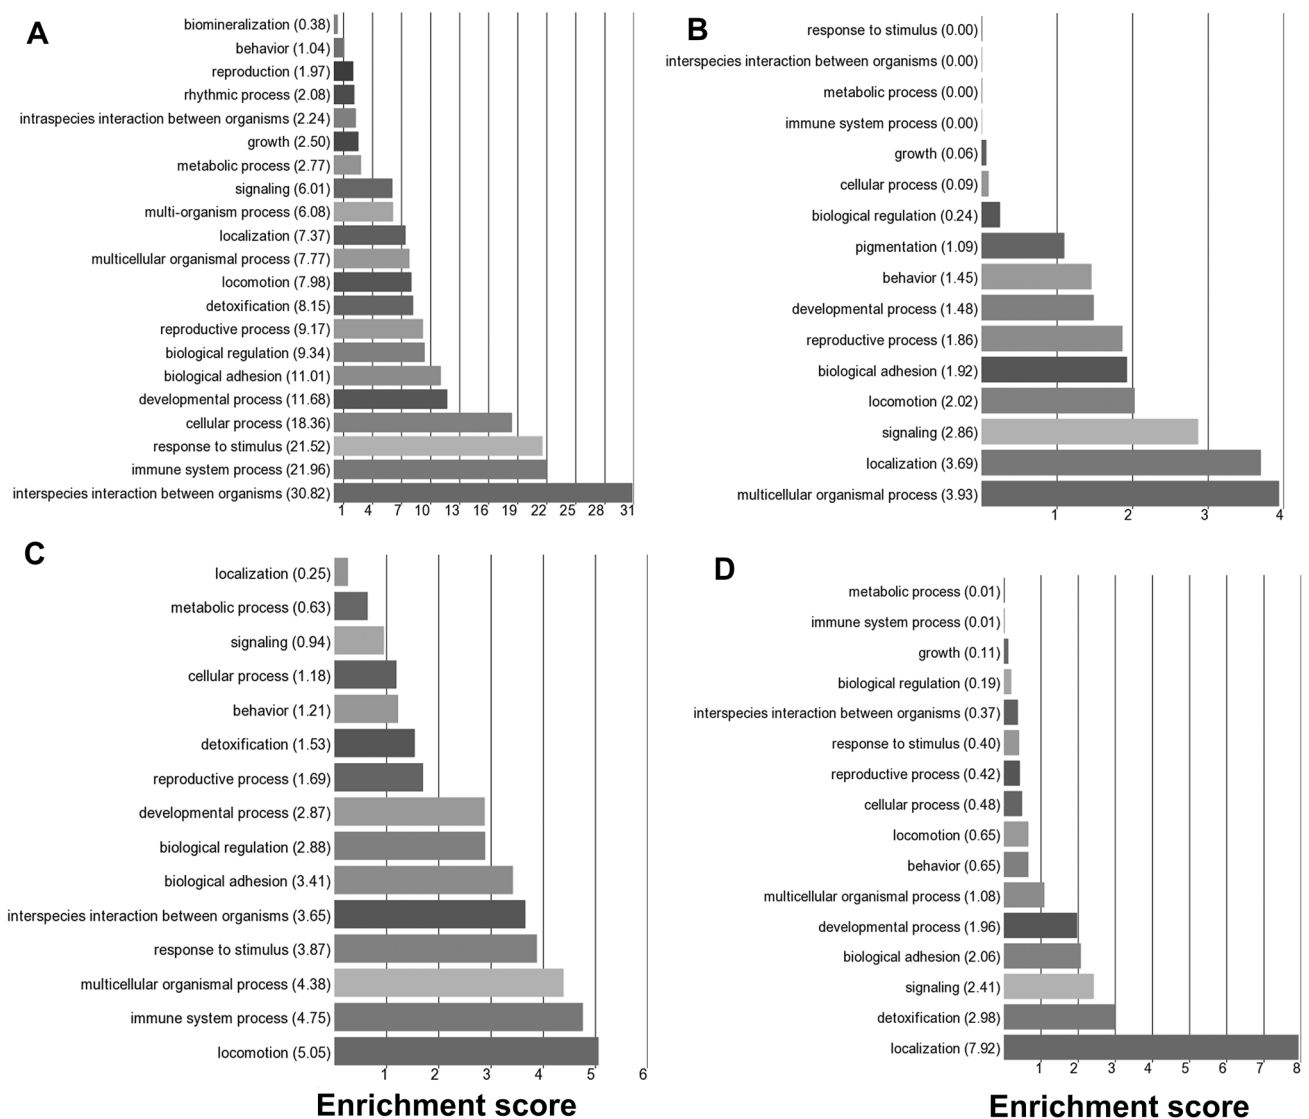 A
biomineralization (0.38)
behavior (1.04)
reproduction (1.97)
rhythmic process (2.08)
intraspecies interaction between organisms (2.24)
growth (2.50)
metabolic process (2.77)
signaling (6.01)
multi-organism process (6.08)
localization (7.37)
multicellular organismal process (7.77)
locomotion (7.98)
detoxification (8.15)
reproductive process (9.17)
biological regulation (9.34)
biological adhesion (11.01)
developmental process (11.68)
cellular process (18.36)
response to stimulus (21.52)
immune system process (21.96)
interspecies interaction between organisms (30.82)
1 4 7 10 13 16 19 22 25 28 31
B
response to stimulus (0.00)
interspecies interaction between organisms (0.00)
metabolic process (0.00)
immune system process (0.00)
growth (0.06)
cellular process (0.09)
biological regulation (0.24)
pigmentation (1.09)
behavior (1.45)
developmental process (1.48)
reproductive process (1.86)
biological adhesion (1.92)
locomotion (2.02)
signaling (2.86)
localization (3.69)
multicellular organismal process (3.93)
1 2 3 4
C
localization (0.25)
metabolic process (0.63)
signaling (0.94)
cellular process (1.18)
behavior (1.21)
detoxification (1.53)
reproductive process (1.69)
developmental process (2.87)
biological regulation (2.88)
biological adhesion (3.41)
interspecies interaction between organisms (3.65)
response to stimulus (3.87)
multicellular organismal process (4.38)
immune system process (4.75)
locomotion (5.05)
1 2 3 4 5 6
Enrichment score
D
metabolic process (0.01)
immune system process (0.01)
growth (0.11)
biological regulation (0.19)
interspecies interaction between organisms (0.37)
response to stimulus (0.40)
reproductive process (0.42)
cellular process (0.48)
locomotion (0.65)
behavior (0.65)
multicellular organismal process (1.08)
developmental process (1.96)
biological adhesion (2.06)
signaling (2.41)
detoxification (2.98)
localization (7.92)
1 2 3 4 5 6 7 8
Enrichment score